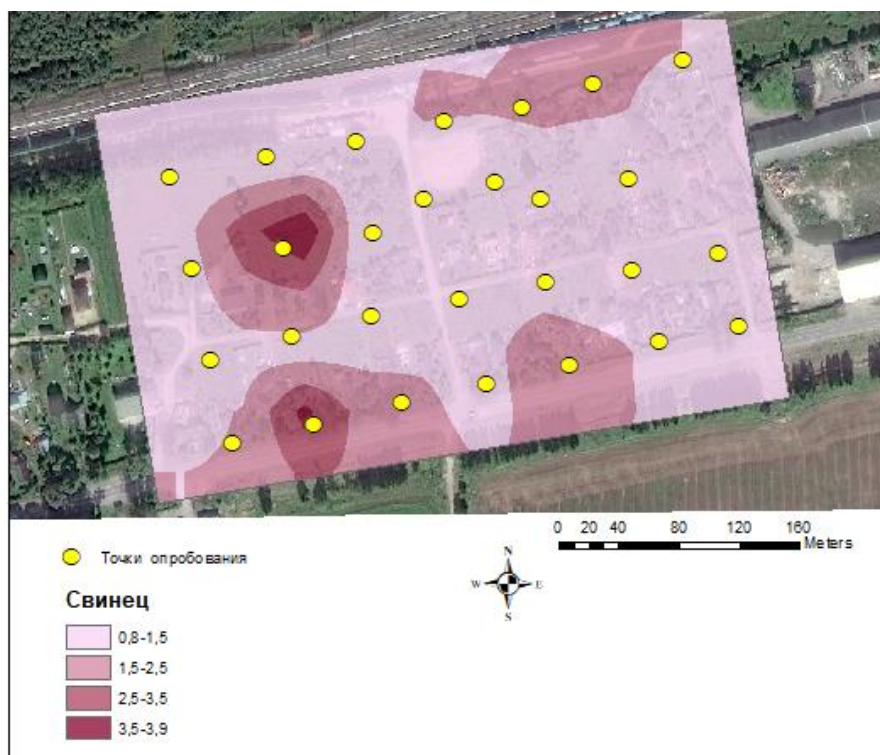 0 20 40 80 120 160
Meters
Точки опробования
N
W E
S
Свинец
0,8-1,5
1,5-2,5
2,5-3,5
3,5-3,9